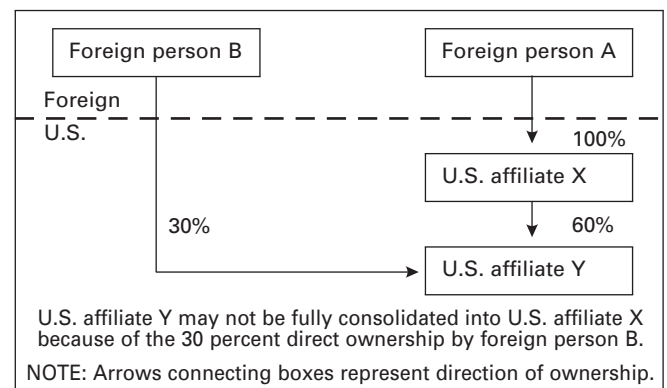 Foreign person B
Foreign person A
Foreign
U.S.
100%
U.S. affiliate X
30%
60%
U.S. affiliate Y
U.S. affiliate Y may not be fully consolidated into U.S. affiliate X
because of the 30 percent direct ownership by foreign person B.
NOTE: Arrows connecting boxes represent direction of ownership.